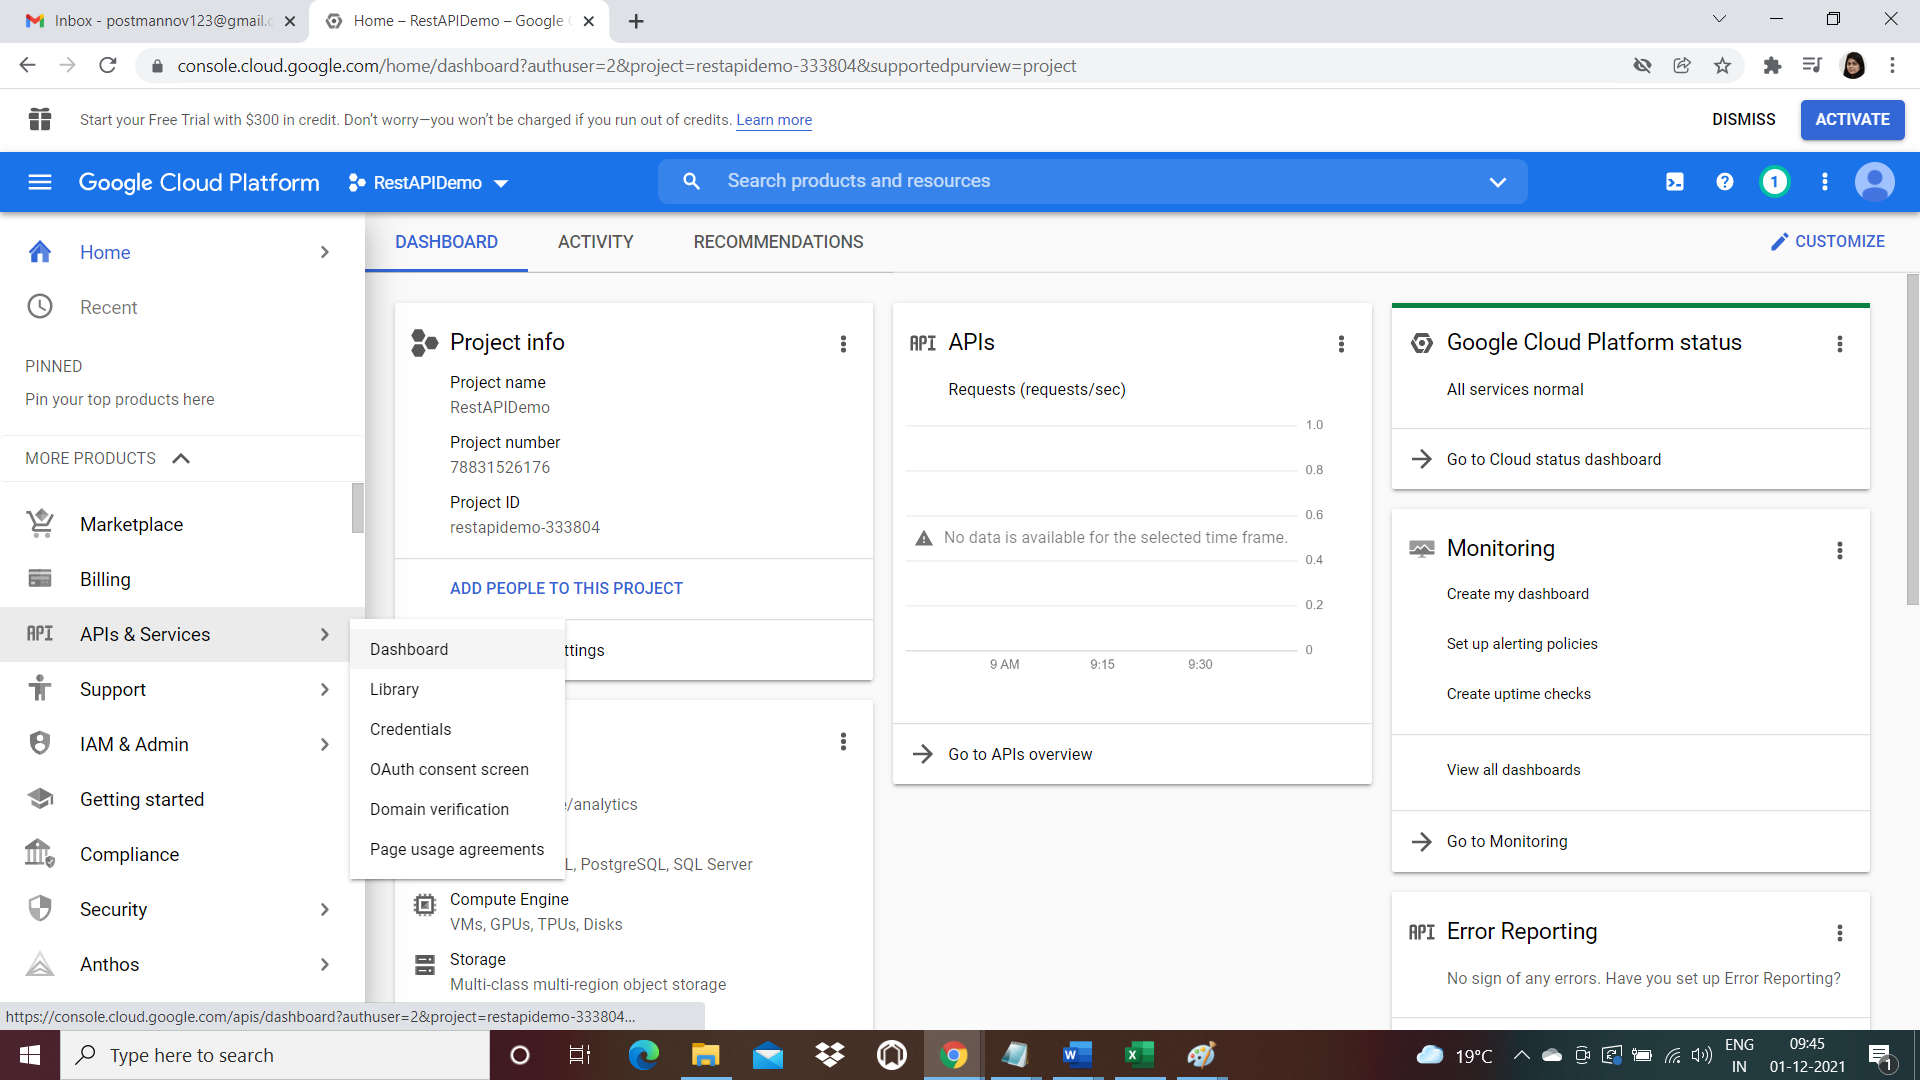 Inbox - postmannov123@gmail.c
Home – RestAPIDemo – Google C
console.cloud.google.com/home/dashboard?authuser=2&project=restapidemo-333804&supportedpurview=project
Start your Free Trial with $300 in credit. Don't worry—you won't be charged if you run out of credits. Learn more
DISMISS
ACTIVATE
Google Cloud Platform
RestAPIDemo
Search products and resources
1
Home
Recent
PINNED
Pin your top products here
MORE PRODUCTS
Marketplace
Billing
API APIs & Services
Support
IAM & Admin
Getting started
Compliance
Security
Anthos
Dashboard
Library
Credentials
OAuth consent screen
Domain verification
Page usage agreements
DASHBOARD
ACTIVITY
RECOMMENDATIONS
CUSTOMIZE
Project info
Project name
RestAPIDemo
Project number
78831526176
Project ID
restapidemo-333804
ADD PEOPLE TO THIS PROJECT
ttings
e/analytics
L, PostgreSQL, SQL Server
Compute Engine
VMs, GPUs, TPUs, Disks
Storage
Multi-class multi-region object storage
API APIs
Requests (requests/sec)
1.0
0.8
0.6
No data is available for the selected time frame.
0.4
0.2
0
9 AM
9:15
9:30
Go to APIs overview
Google Cloud Platform status
All services normal
Go to Cloud status dashboard
Monitoring
Create my dashboard
Set up alerting policies
Create uptime checks
View all dashboards
Go to Monitoring
API Error Reporting
No sign of any errors. Have you set up Error Reporting?
https://console.cloud.google.com/apis/dashboard?authuser=2&project=restapidemo-333804...
Type here to search
19°C
ENG
IN
09:45
01-12-2021
1